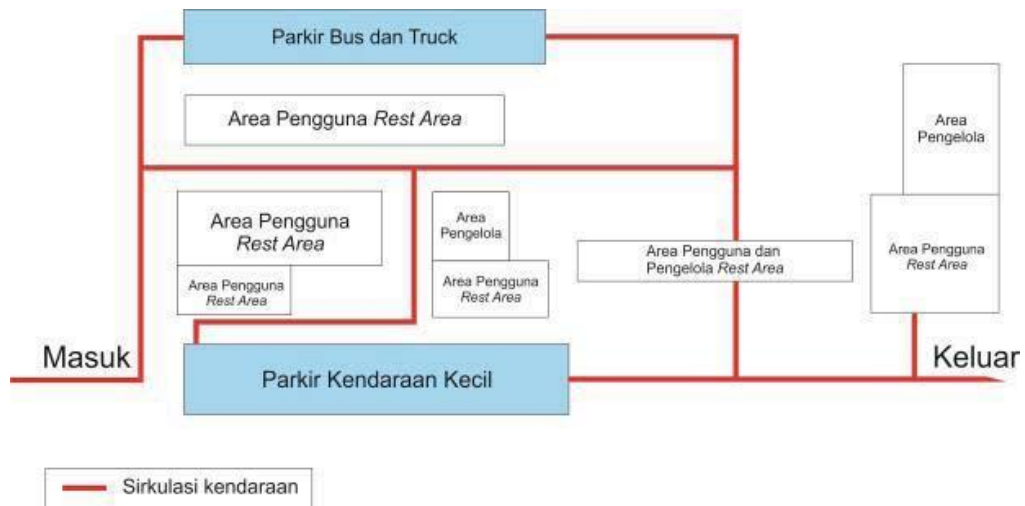 Parkir Bus dan Truck
Area Pengguna Rest Area
Area
Pengelola
Area Pengguna
Rest Area
Area
Pengelola
Area Pengguna dan
Pengelola Rest Area
Area Pengguna
Rest Area
Area Pengguna
Rest Area
Area Pengguna
Rest Area
Masuk
Keluar
Parkir Kendaraan Kecil
Sirkulasi kendaraan